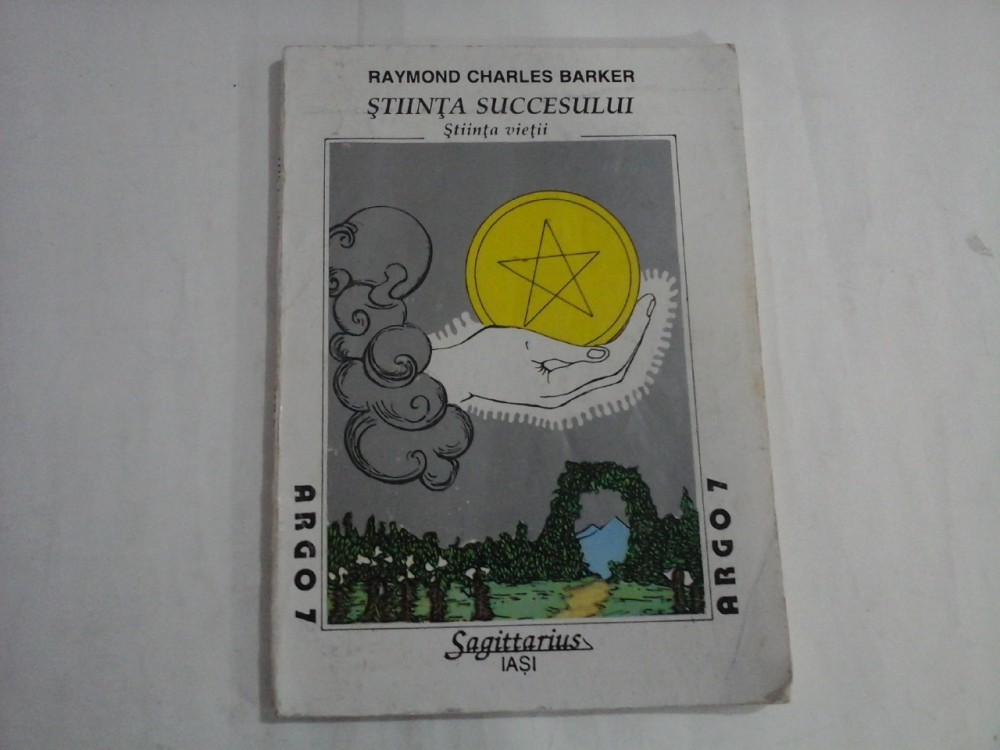 RAYMOND CHARLES BARKER
ŞTIINŢA SUCCESULUI
Ştiinţa vieţii
ARGO 7
ARGO 7
Sagittarius
IAŞI